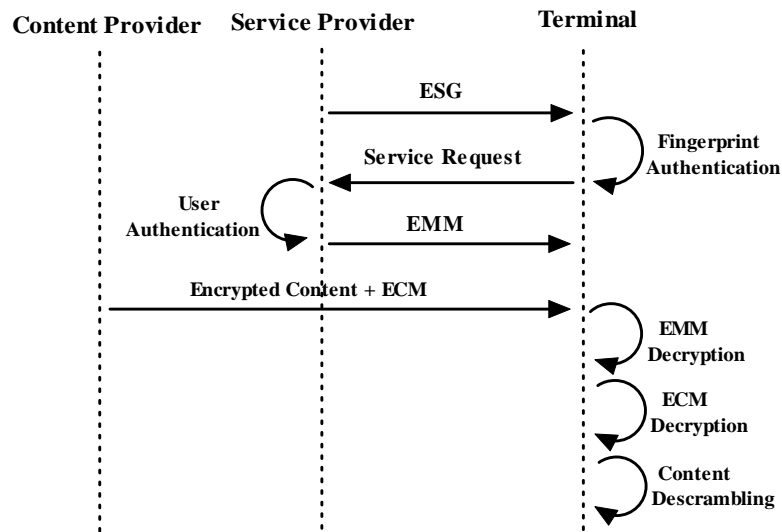 Content Provider
Service Provider
Terminal
ESG
Fingerprint
Authentication
Service Request
User
Authentication
EMM
Encrypted Content + ECM
EMM
Decryption
ECM
Decryption
Content
Descrambling